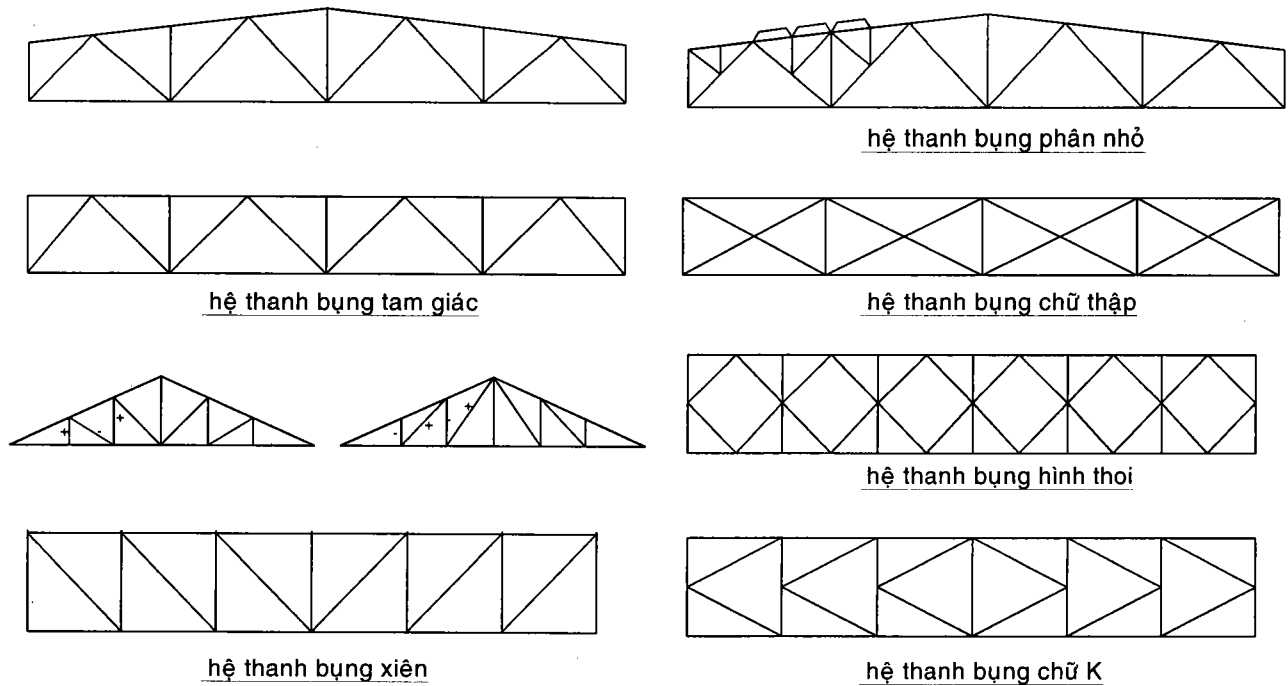 hệ thanh bụng phân nhỏ
hệ thanh bụng tam giác
hệ thanh bụng chữ thập
+ - +
- + - +
hệ thanh bụng hình thoi
hệ thanh bụng xiên
hệ thanh bụng chữ K